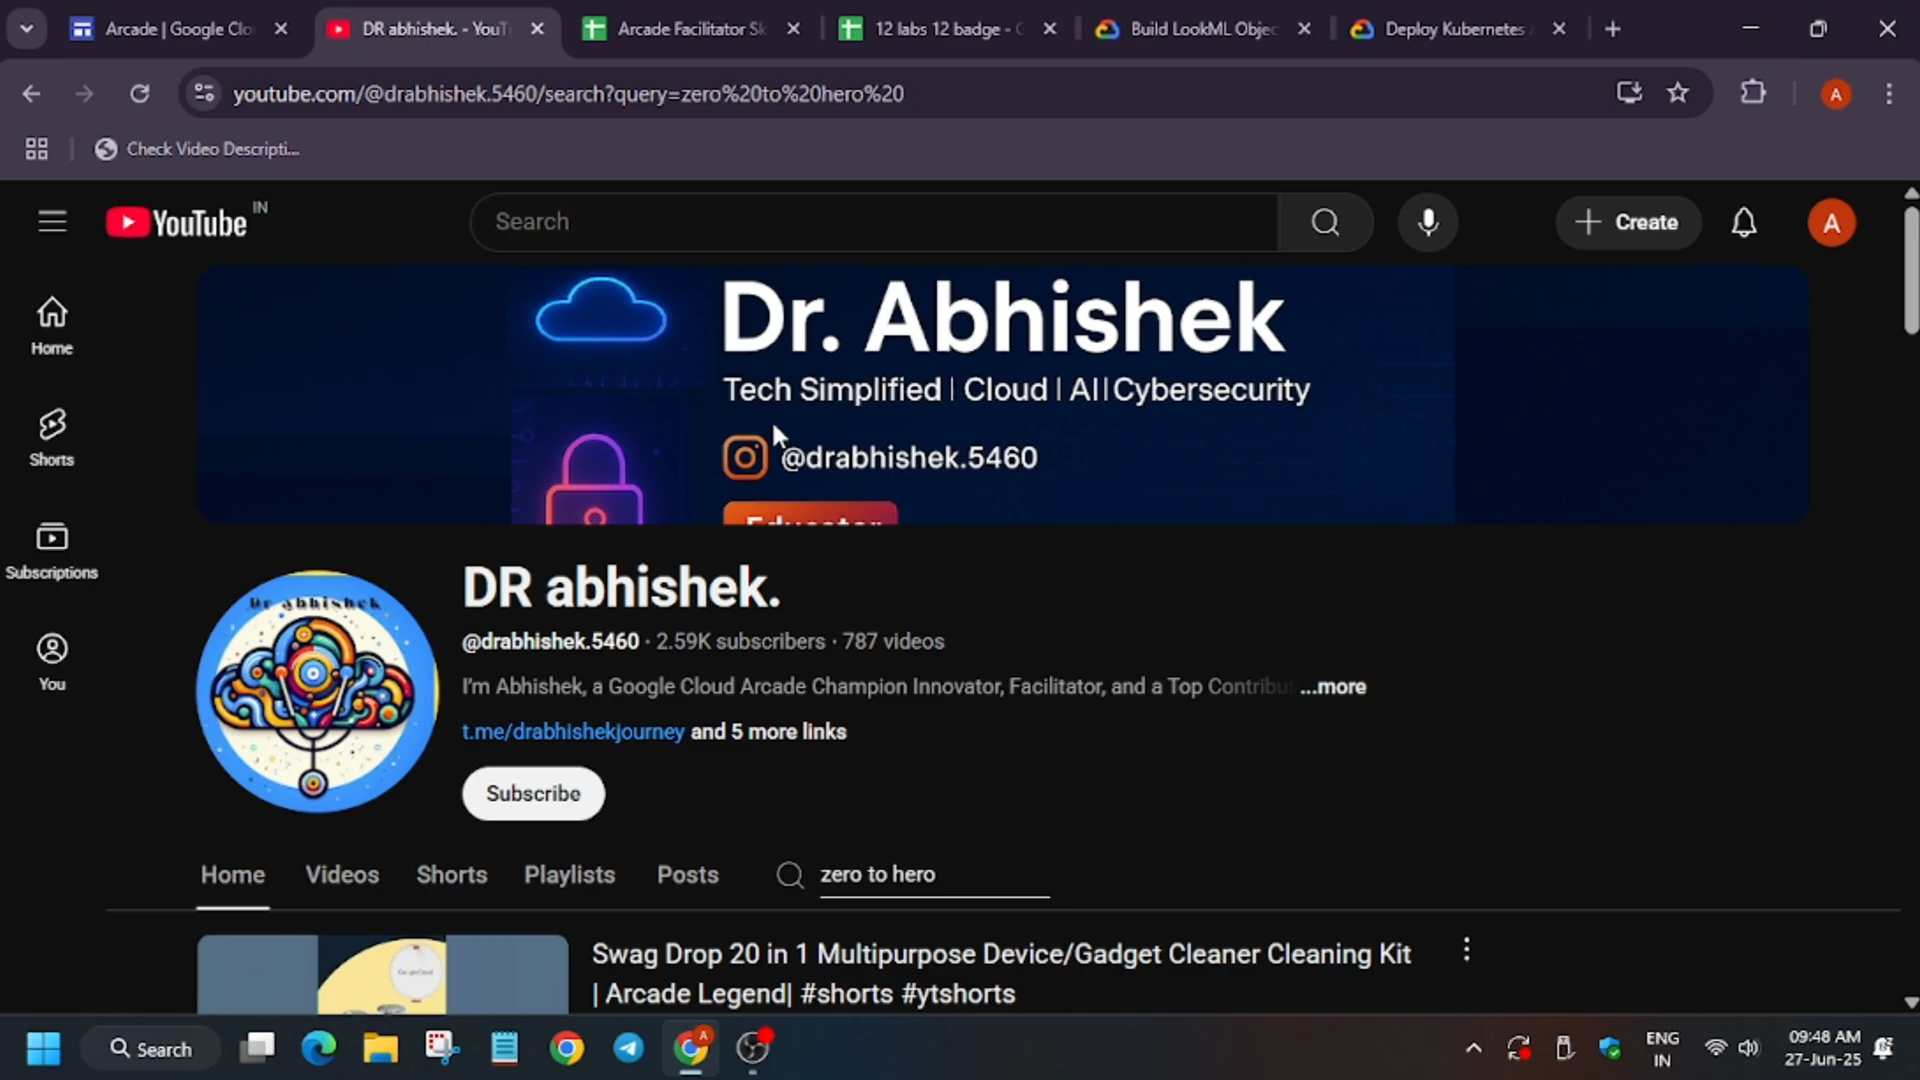 Arcade | Google Clo
DR abhishek. - YouT
Arcade Facilitator Sk
12 labs 12 badge - G
Build LookML Objec
Deploy Kubernetes A
youtube.com/@drabhishek.5460/search?query=zero%20to%20hero%20
A
Check Video Descripti...
YouTube IN
Search
Create
A
Home
Shorts
Subscriptions
You
Dr. Abhishek
Tech Simplified | Cloud | AI|Cybersecurity
@drabhishek.5460
Educator
Dr abhishek
DR abhishek.
@drabhishek.5460 · 2.59K subscribers · 787 videos
I'm Abhishek, a Google Cloud Arcade Champion Innovator, Facilitator, and a Top Contribut ...more
t.me/drabhishekjourney and 5 more links
Subscribe
Home
Videos
Shorts
Playlists
Posts
zero to hero
Swag Drop 20 in 1 Multipurpose Device/Gadget Cleaner Cleaning Kit
| Arcade Legend| #shorts #ytshorts
Search
A
ENG
IN
09:48 AM
27-Jun-25